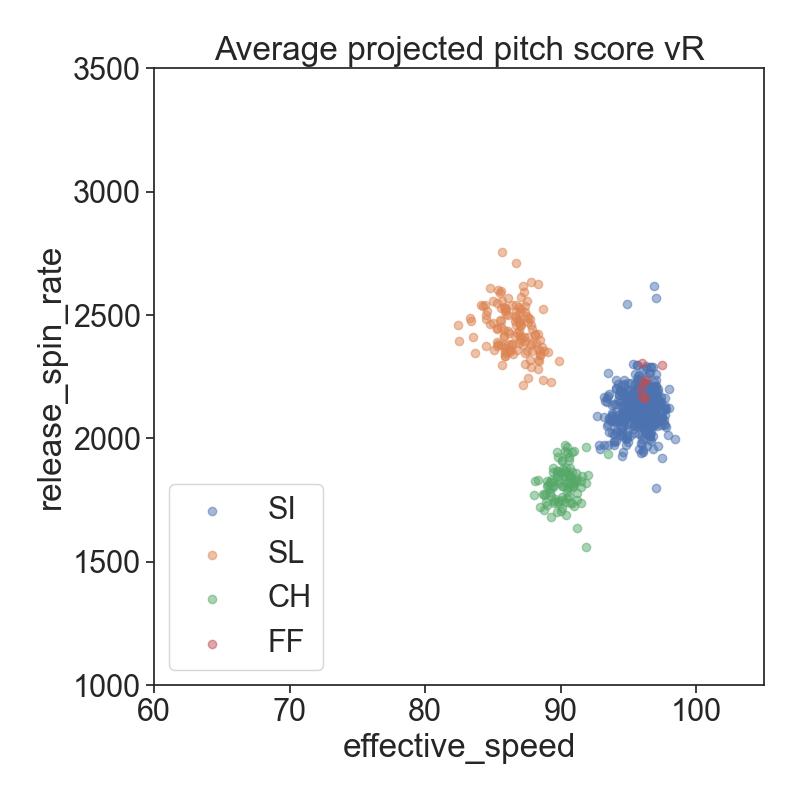 Average projected pitch score vR
3500
3000
2500
2000
1500
1000
release_spin_rate
SI
SL
CH
FF
60 70 80 90 100
effective_speed